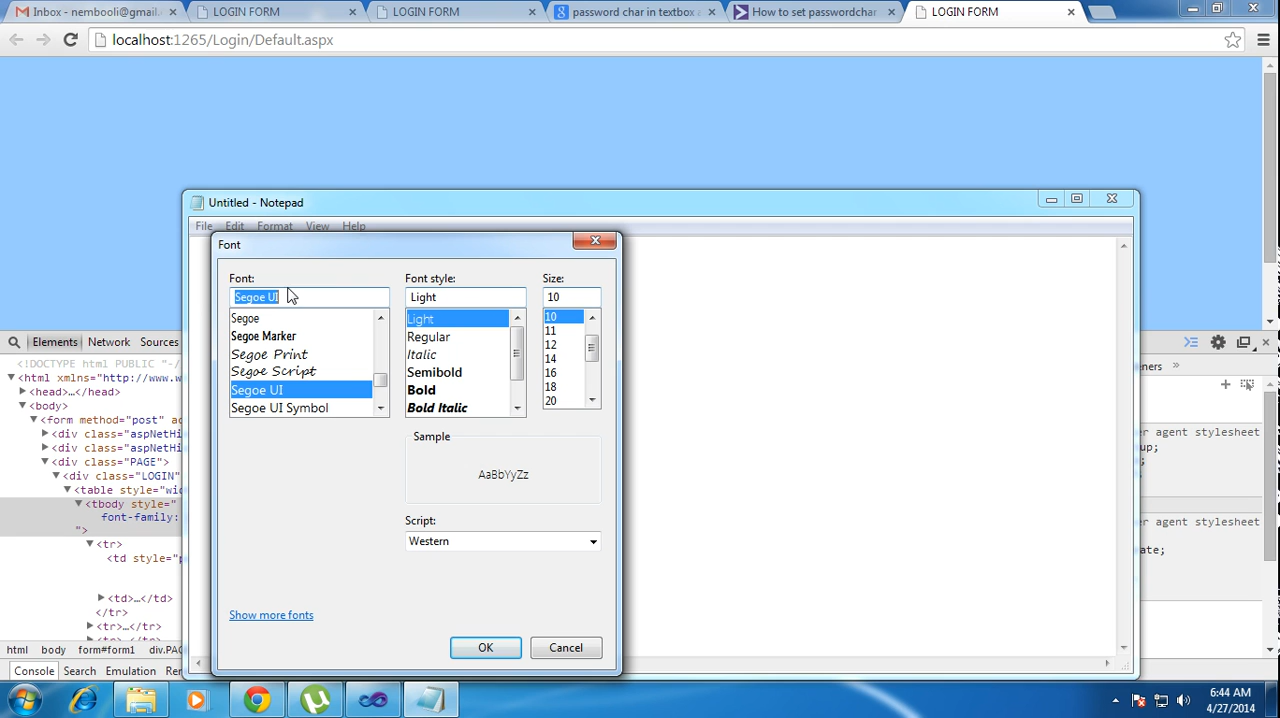 Inbox - nembooli@gmail.
LOGIN FORM
LOGIN FORM
password char in textbox a
How to set passwordchar
LOGIN FORM
localhost:1265/Login/Default.aspx
Untitled - Notepad
File Edit Format View Help
Font
Font:
Font style:
Size:
Segoe UI
Light
10
Segoe
Segoe Marker
Segoe Print
Segoe Script
Segoe UI
Segoe UI Symbol
Light
Regular
Italic
Semibold
Bold
Bold Italic
10
11
12
14
16
18
20
Sample
AaBbYyZz
Script:
Western
Show more fonts
OK
Cancel
Elements Network Sources
<!DOCTYPE html PUBLIC "-/
<html xmlns="http://www.w
<head>…</head>
<body>
<form method="post" ac
<div class="aspNetHi
<div class="aspNetHi
<div class="PAGE">
<div class="LOGIN"
<table style="wid
<tbody style="
font-family:
">
<tr>
<td style="p
<td>…</td>
</tr>
<tr>…</tr>
html body form#form1 div.PAG
Console Search Emulation Re
eners »
er agent stylesheet
up;
er agent stylesheet
ate;
6:44 AM
4/27/2014